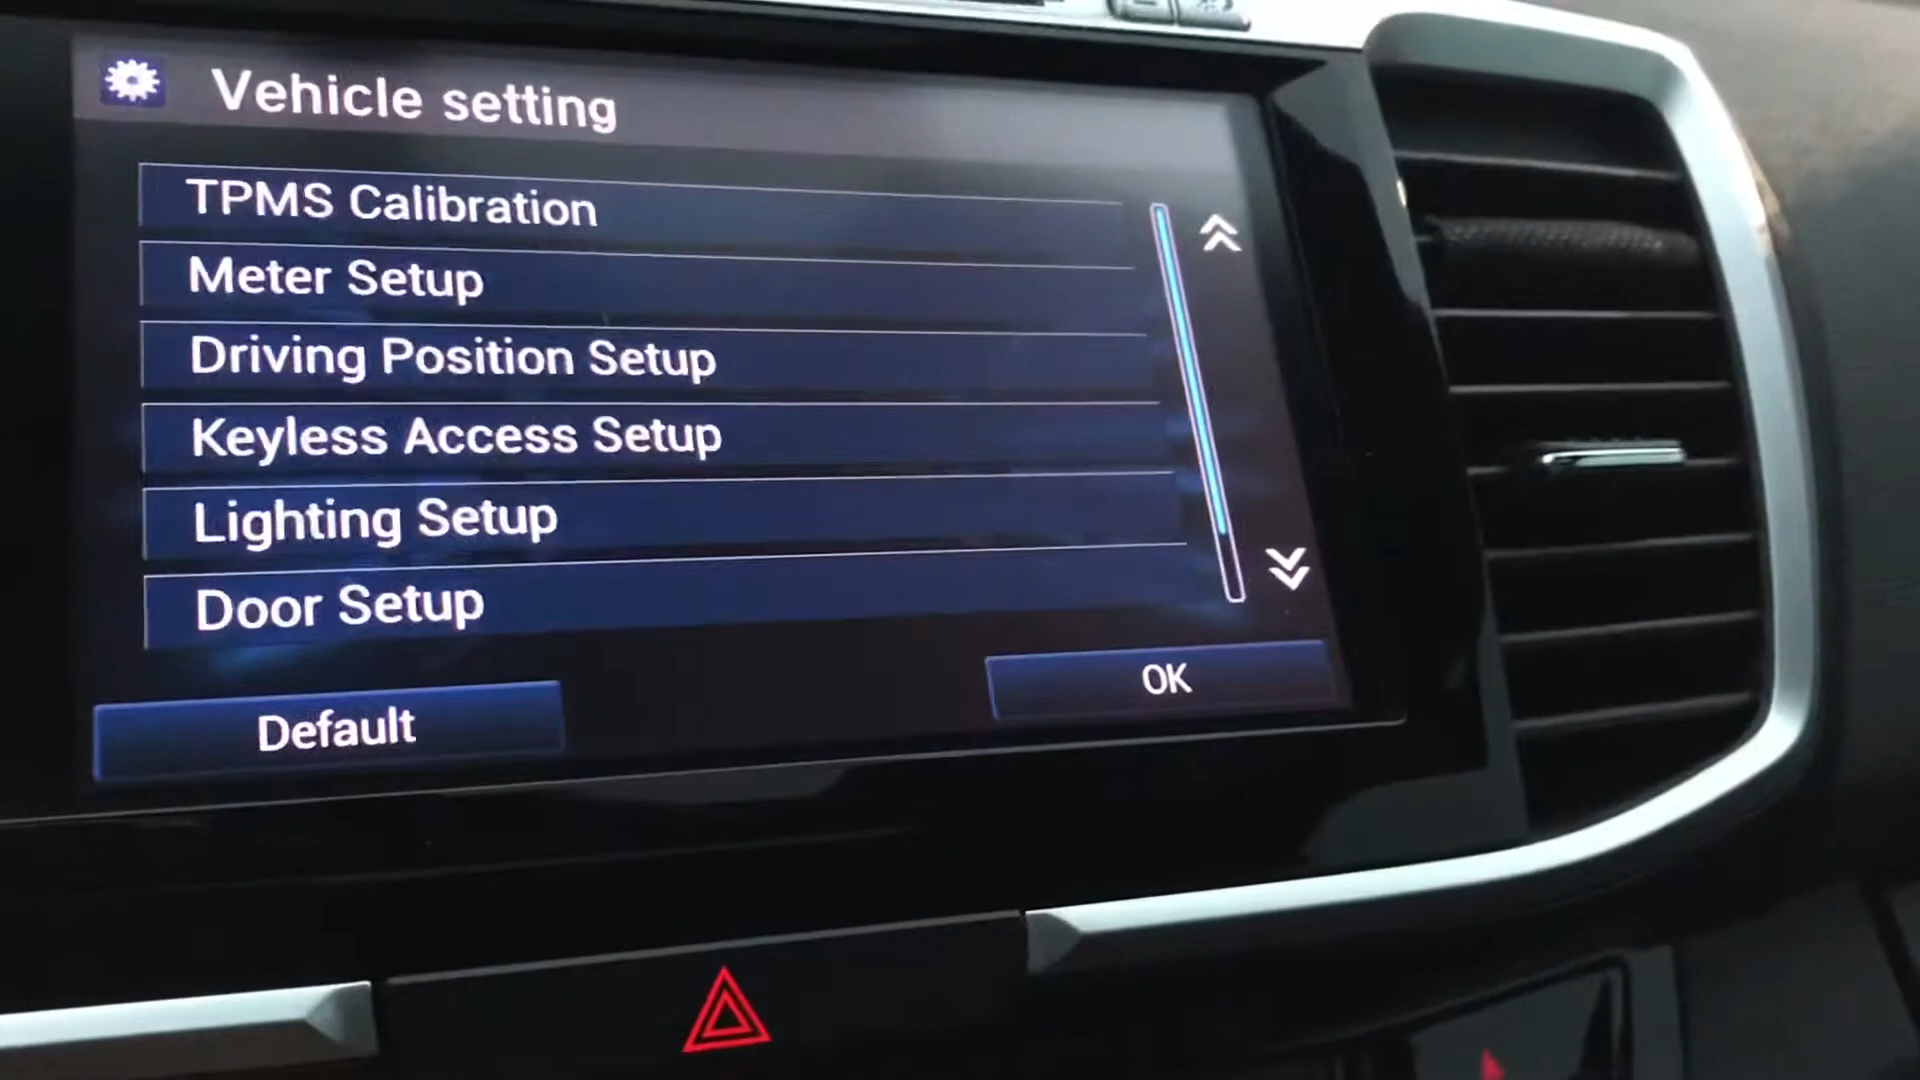 Vehicle setting
TPMS Calibration
Meter Setup
Driving Position Setup
Keyless Access Setup
Lighting Setup
Door Setup
Default
OK